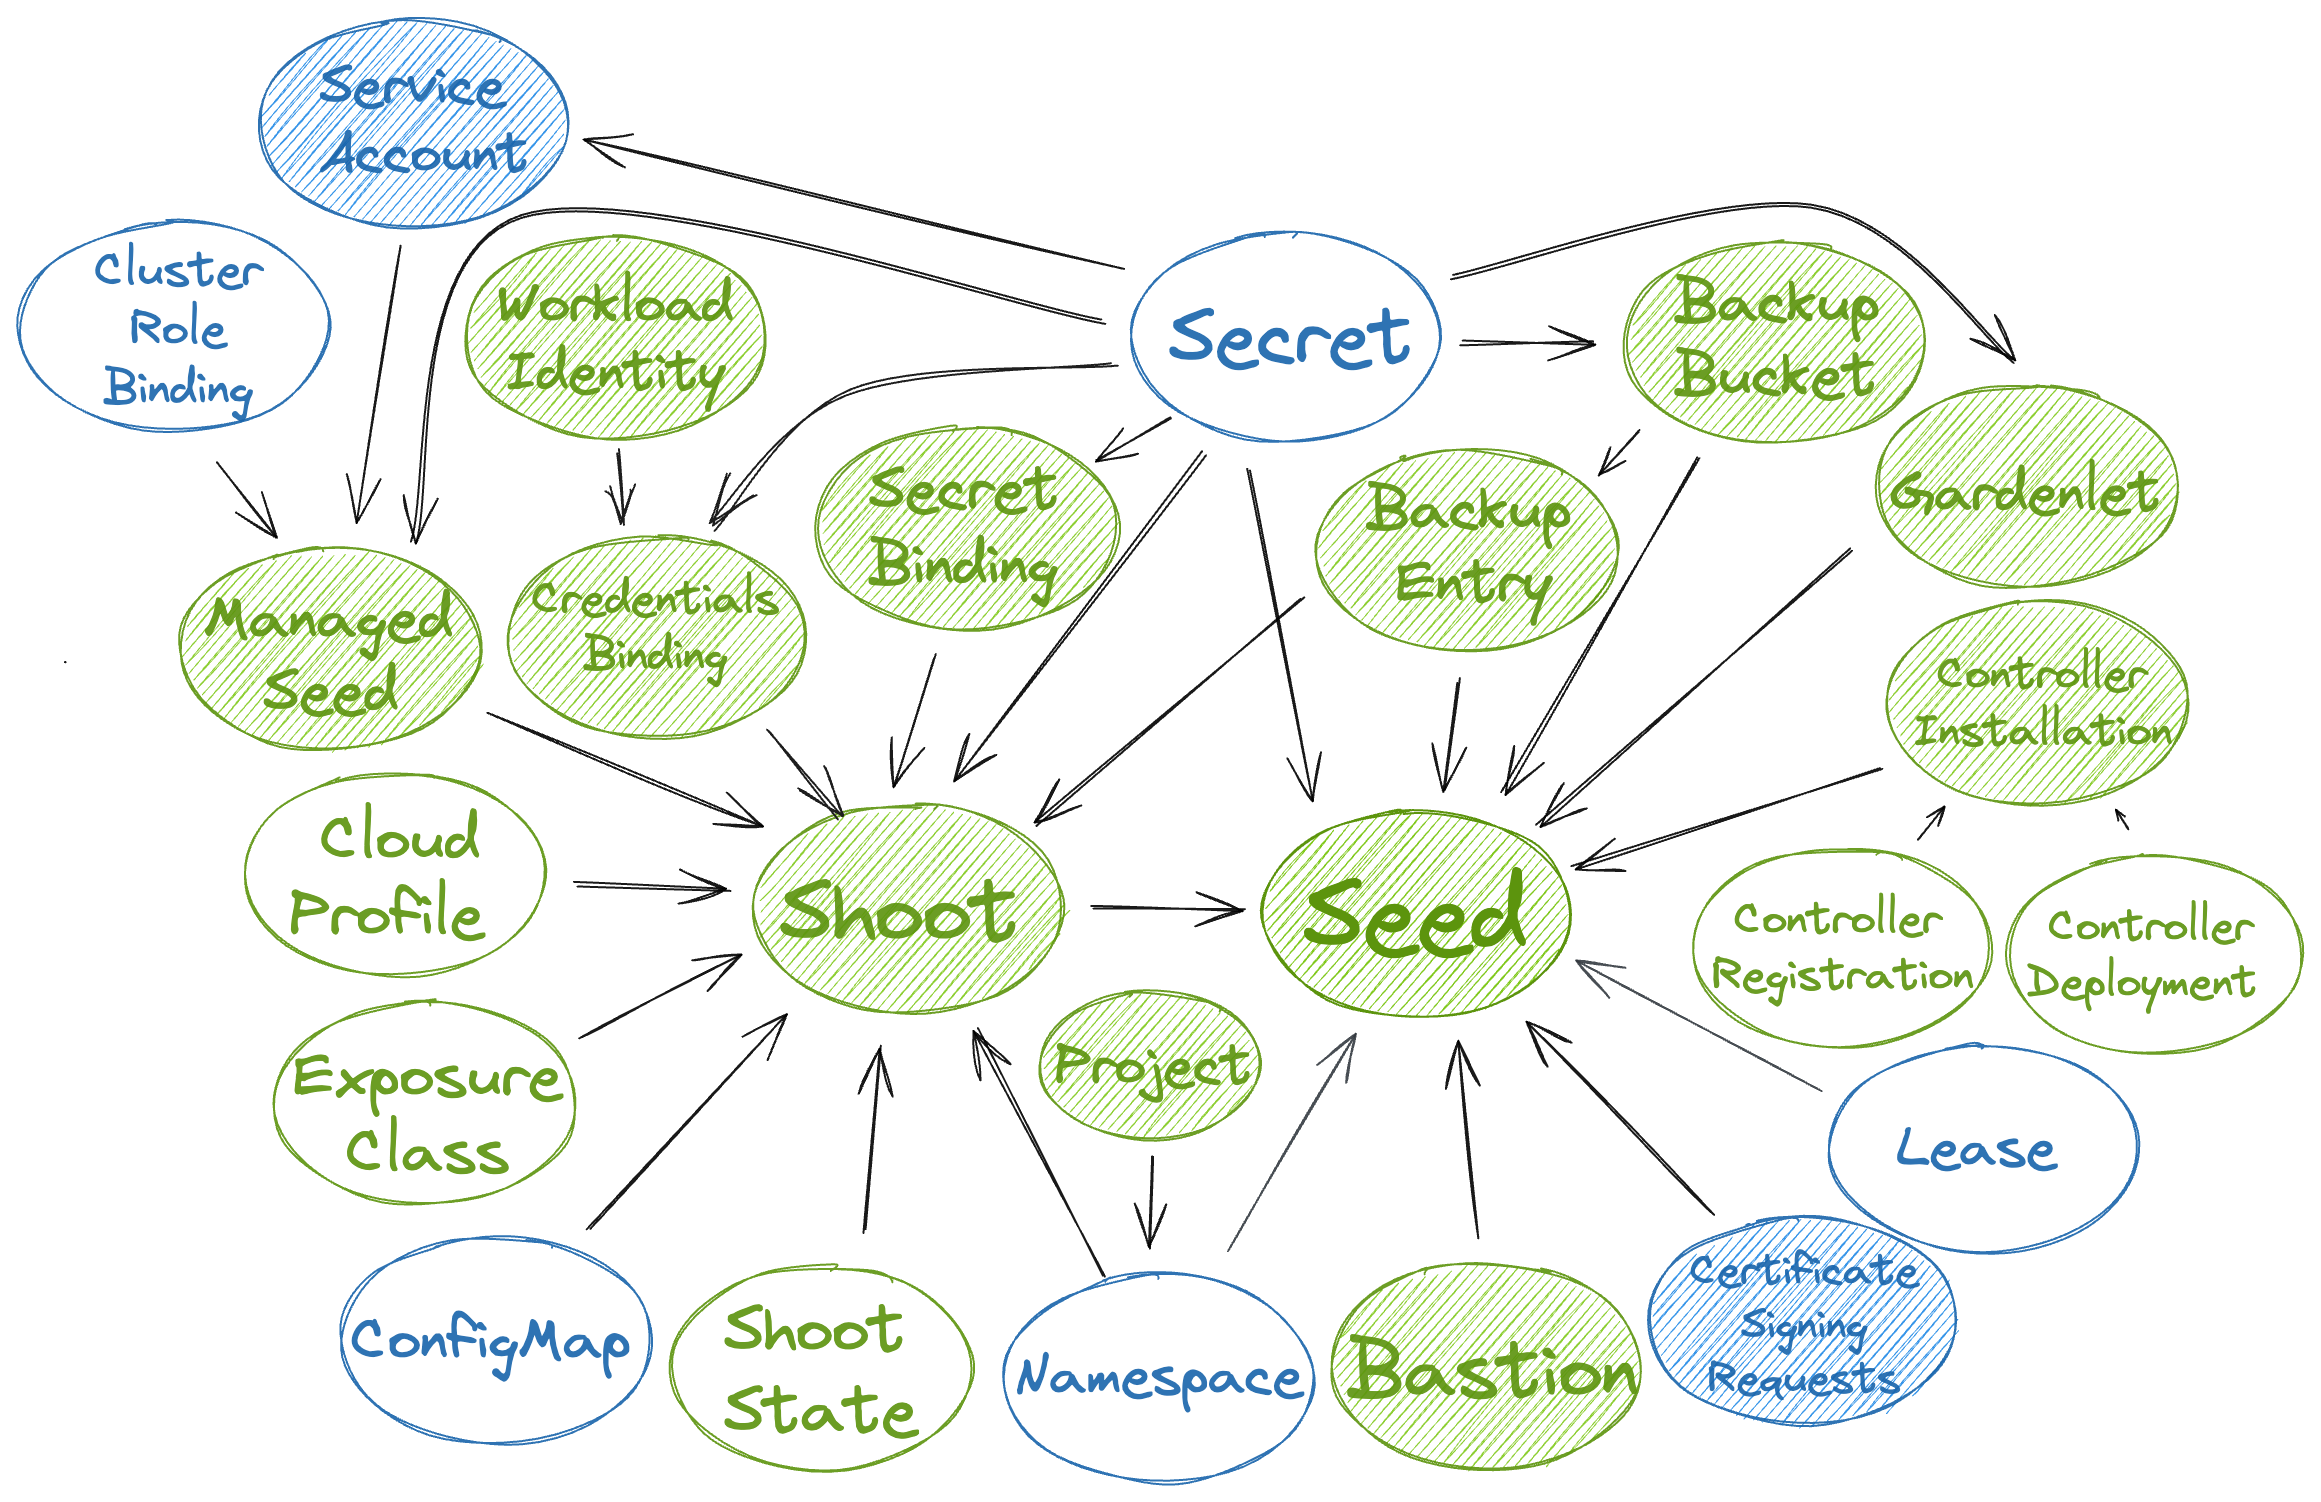 Service
Account
Cluster
Role
Binding
Workload
Identity
Secret
Backup
Bucket
Gardenlet
Secret
Binding
Backup
Entry
Managed
Seed
Credentials
Binding
Controller
Installation
Cloud
Profile
Shoot
Seed
Controller
Registration
Controller
Deployment
Exposure
Class
Project
Lease
ConfigMap
Shoot
State
Namespace
Bastion
Certificate
Signing
Requests